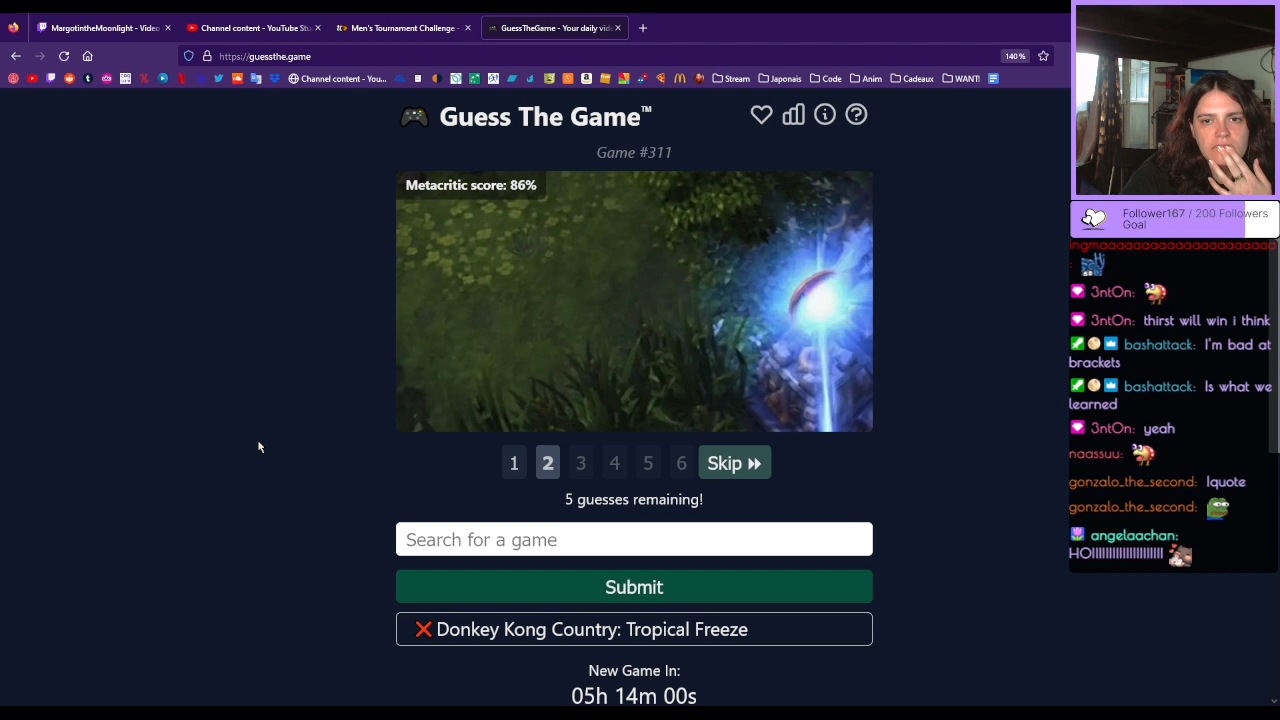 MargotintheMoonlight - Video
Channel content - YouTube Stu
Men's Tournament Challenge -
GuessTheGame - Your daily vid
https://guessthe.game
140%
Channel content - You...
Stream
Japonais
Code
Anim
Cadeaux
WANT!
Guess The Game™
Game #311
Metacritic score: 86%
1 2 3 4 5 6 Skip
5 guesses remaining!
Search for a game
Submit
Donkey Kong Country: Tropical Freeze
New Game In:
05h 14m 00s
Follower167 / 200 Followers
Goal
3ntOn:
3ntOn: thirst will win i think
bashattack: I'm bad at
brackets
bashattack: Is what we
learned
3ntOn: yeah
naassuu:
gonzalo_the_second: !quote
gonzalo_the_second:
angelaachan: